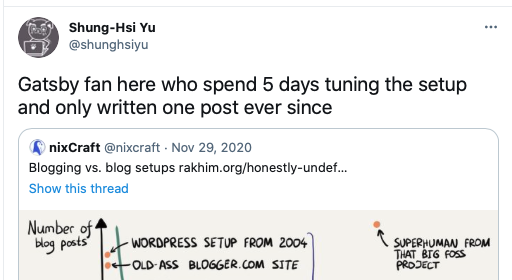 Shung-Hsi Yu
@shunghsiyu
Gatsby fan here who spend 5 days tuning the setup
and only written one post ever since
nixCraft @nixcraft · Nov 29, 2020
Blogging vs. blog setups rakhim.org/honestly-undef...
Show this thread
Number of
blog posts
WORDPRESS SETUP FROM 2004
OLD-ASS BLOGGER.COM SITE
SUPERHUMAN FROM
THAT BIG FOSS
PROJECT